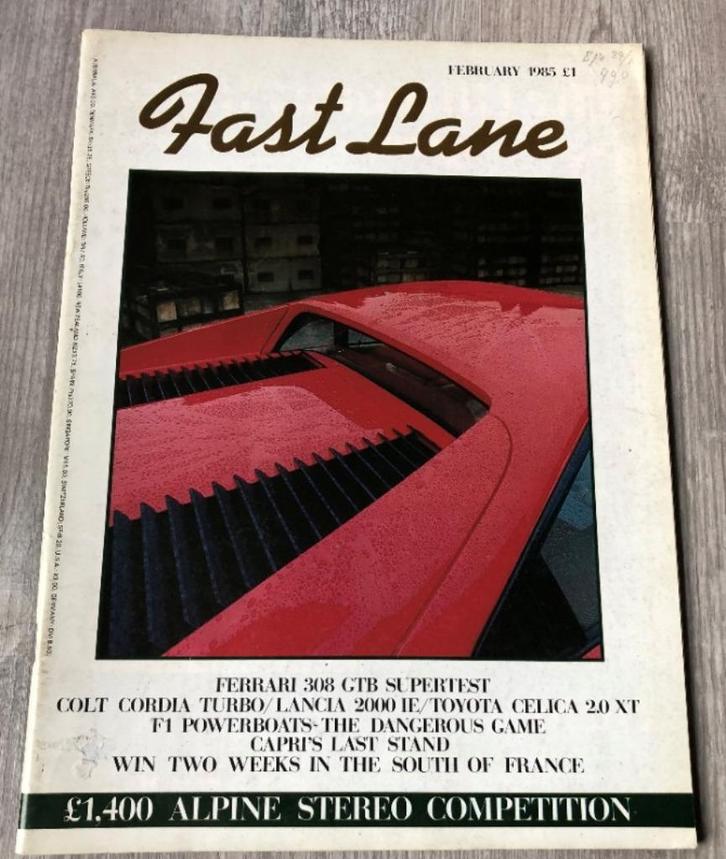 FEBRUARY 1985 £1
Fast Lane
FERRARI 308 GTB SUPERTEST
COLT CORDIA TURBO/LANCIA 2000 IE/TOYOTA CELICA 2.0 XT
F1 POWERBOATS-THE DANGEROUS GAME
CAPRI'S LAST STAND
WIN TWO WEEKS IN THE SOUTH OF FRANCE
£1,400 ALPINE STEREO COMPETITION